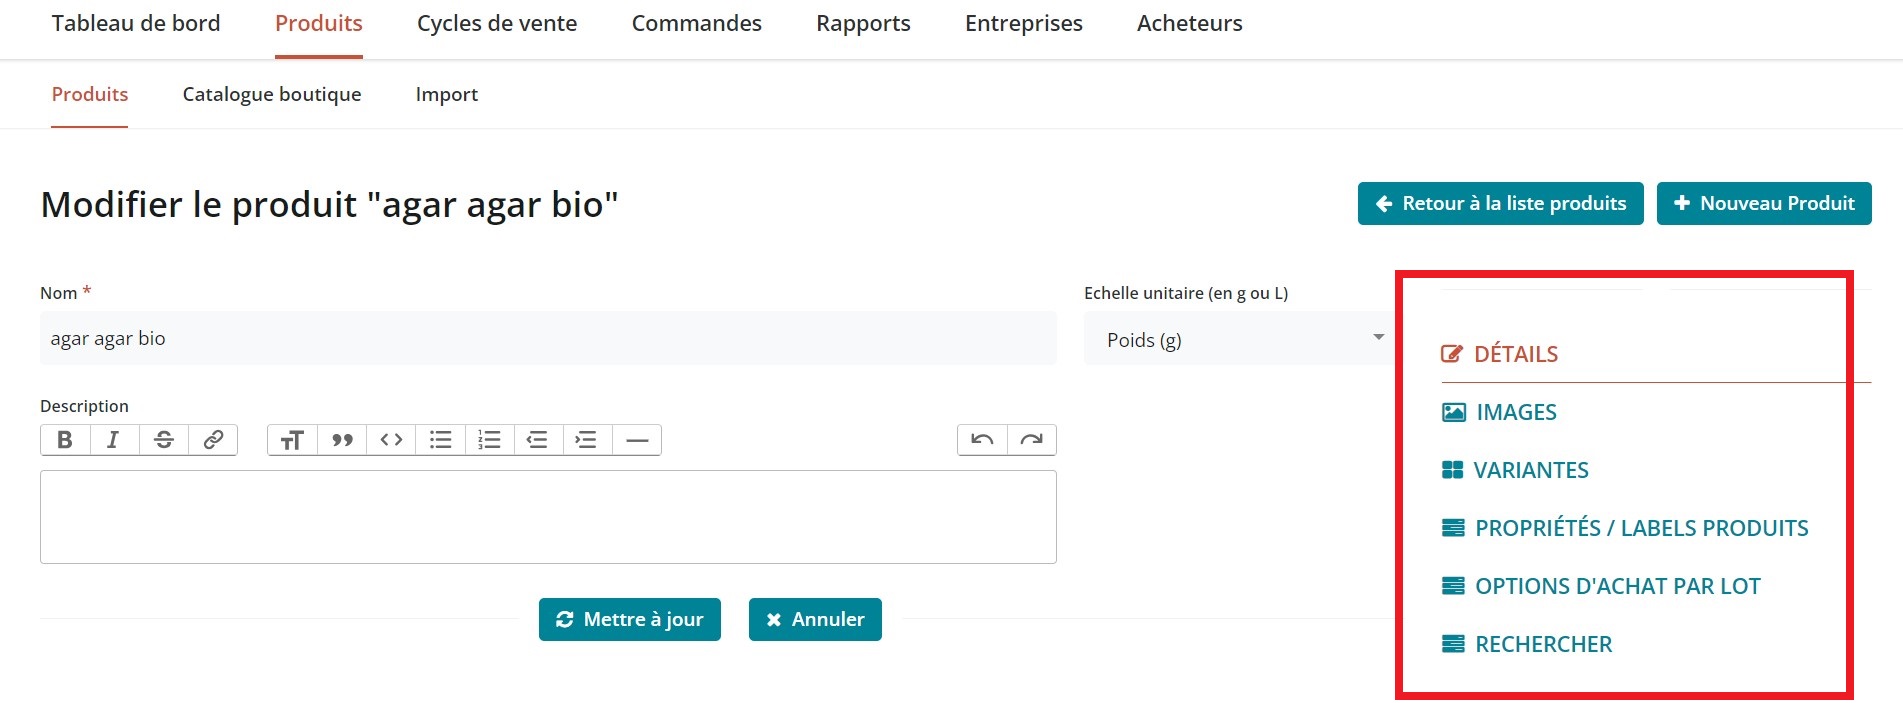 Tableau de bord Produits Cycles de vente Commandes Rapports Entreprises Acheteurs
Produits Catalogue boutique Import
Modifier le produit "agar agar bio"
Retour à la liste produits Nouveau Produit
Nom *
Echelle unitaire (en g ou L)
agar agar bio
Poids (g)
Description
Mettre à jour Annuler
DÉTAILS
IMAGES
VARIANTES
PROPRIÉTÉS / LABELS PRODUITS
OPTIONS D'ACHAT PAR LOT
RECHERCHER